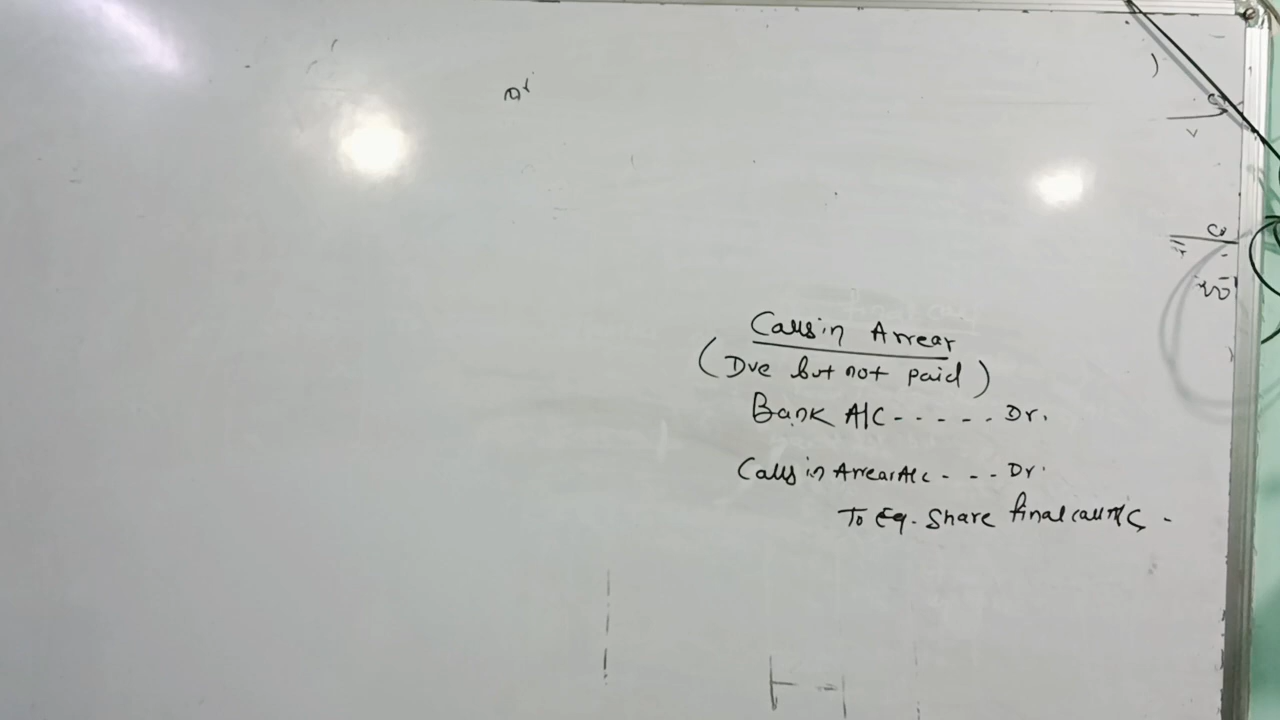 Calls in Arrear
(Due but not paid)
Bank A/C - - - - - Dr.
Calls in Arrear A/c - - - Dr.
To Eq. Share final call A/C -